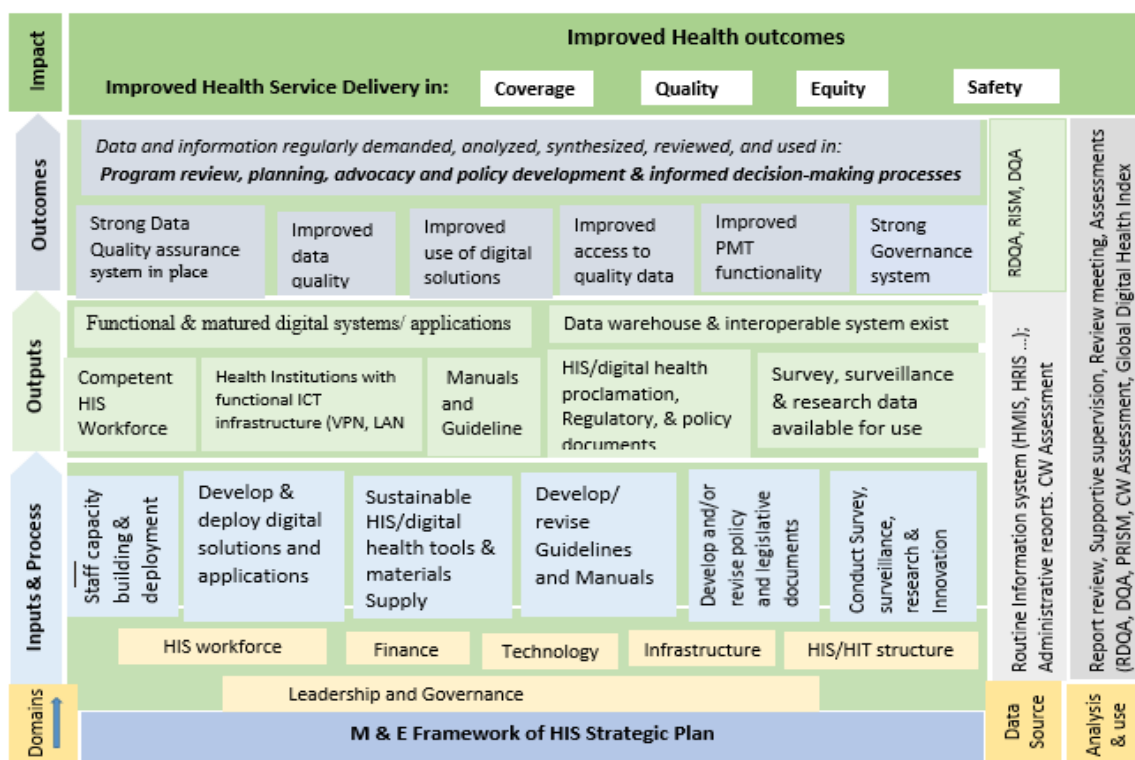 Impact
Improved Health outcomes
Improved Health Service Delivery in:
Coverage
Quality
Equity
Safety
Outcomes
Data and information regularly demanded, analyzed, synthesized, reviewed, and used in:
Program review, planning, advocacy and policy development & informed decision-making processes
Strong Data
Quality assurance
system in place
Improved
data
quality
Improved
use of digital
solutions
Improved
access to
quality data
Improved
PMT
functionality
Strong
Governance
system
Outputs
Functional & matured digital systems/ applications
Data warehouse & interoperable system exist
Competent
HIS
Workforce
Health Institutions with
functional ICT
infrastructure (VPN, LAN
Manuals
and
Guideline
HIS/digital health
proclamation,
Regulatory, & policy
documents
Survey, surveillance
& research data
available for use
Inputs & Process
Staff capacity
building &
deployment
Develop &
deploy digital
solutions and
applications
Sustainable
HIS/digital
health tools &
materials
Supply
Develop/
revise
Guidelines
and Manuals
Develop and/or
revise policy
and legislative
documents
Conduct Survey,
surveillance,
research &
Innovation
HIS workforce
Finance
Technology
Infrastructure
HIS/HIT structure
Leadership and Governance
Domains
M & E Framework of HIS Strategic Plan
RDQA, RISM, DQA
Routine Information system (HMIS, HRIS ...);
Administrative reports. CW Assessment
Data
Source
Report review, Supportive supervision, Review meeting, Assessments
(RDQA, DQA, PRISM, CW Assessment, Global Digital Health Index
Analysis
& use